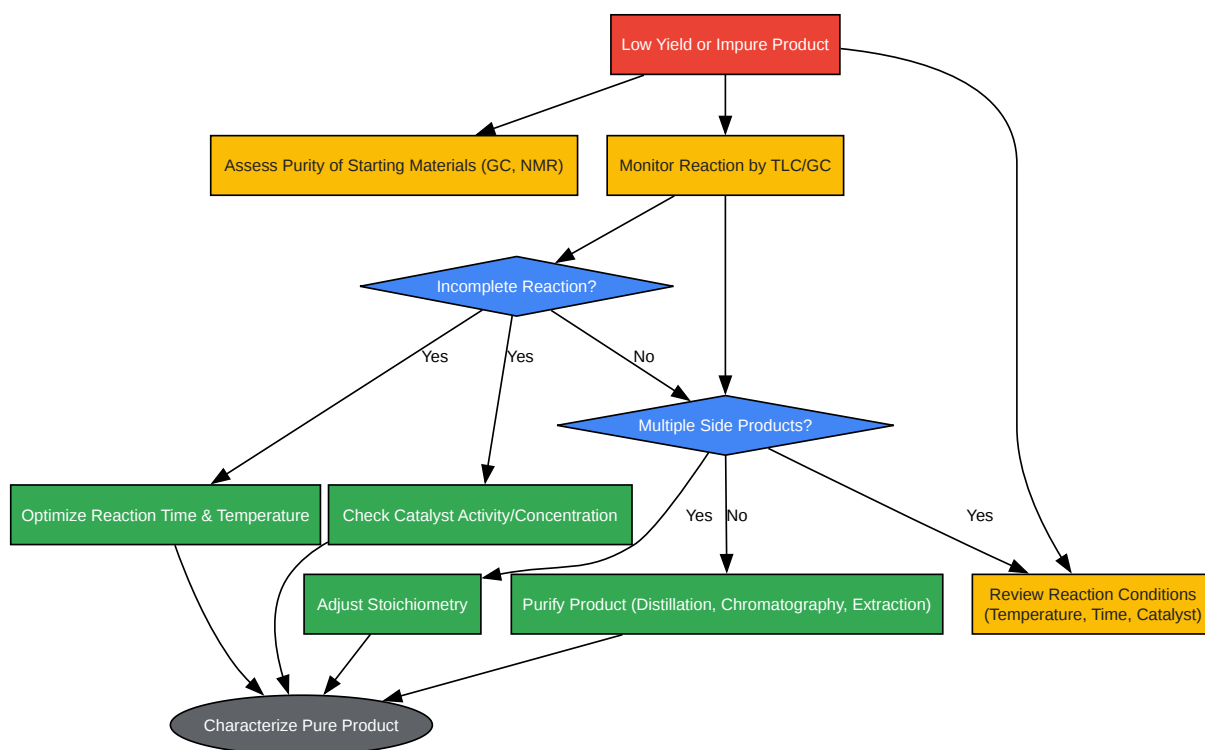 Low Yield or Impure Product
Assess Purity of Starting Materials (GC, NMR)
Monitor Reaction by TLC/GC
Incomplete Reaction?
Yes
Yes
No
Multiple Side Products?
Optimize Reaction Time & Temperature
Check Catalyst Activity/Concentration
Yes
No
Yes
Adjust Stoichiometry
Purify Product (Distillation, Chromatography, Extraction)
Review Reaction Conditions
(Temperature, Time, Catalyst)
Characterize Pure Product